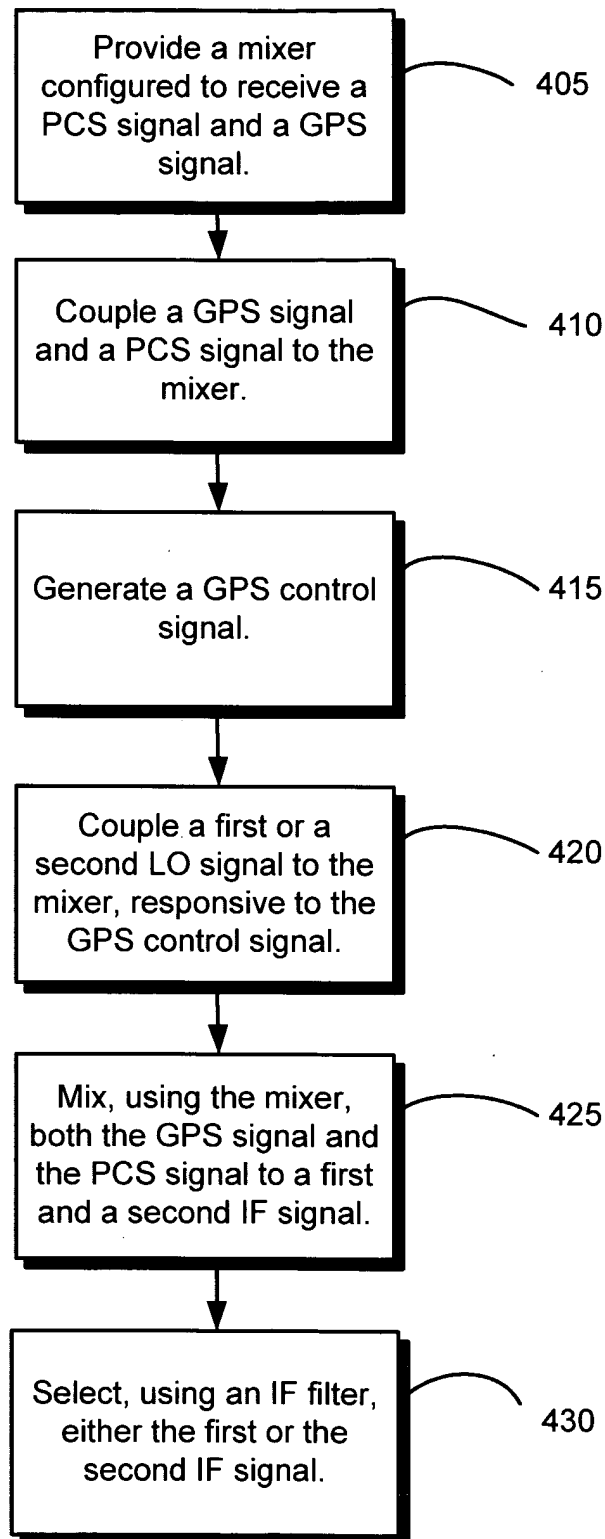 Provide a mixer
configured to receive a
PCS signal and a GPS
signal.
405
Couple a GPS signal
and a PCS signal to the
mixer.
410
Generate a GPS control
signal.
415
Couple a first or a
second LO signal to the
mixer, responsive to the
GPS control signal.
420
Mix, using the mixer,
both the GPS signal and
the PCS signal to a first
and a second IF signal.
425
Select, using an IF filter,
either the first or the
second IF signal.
430